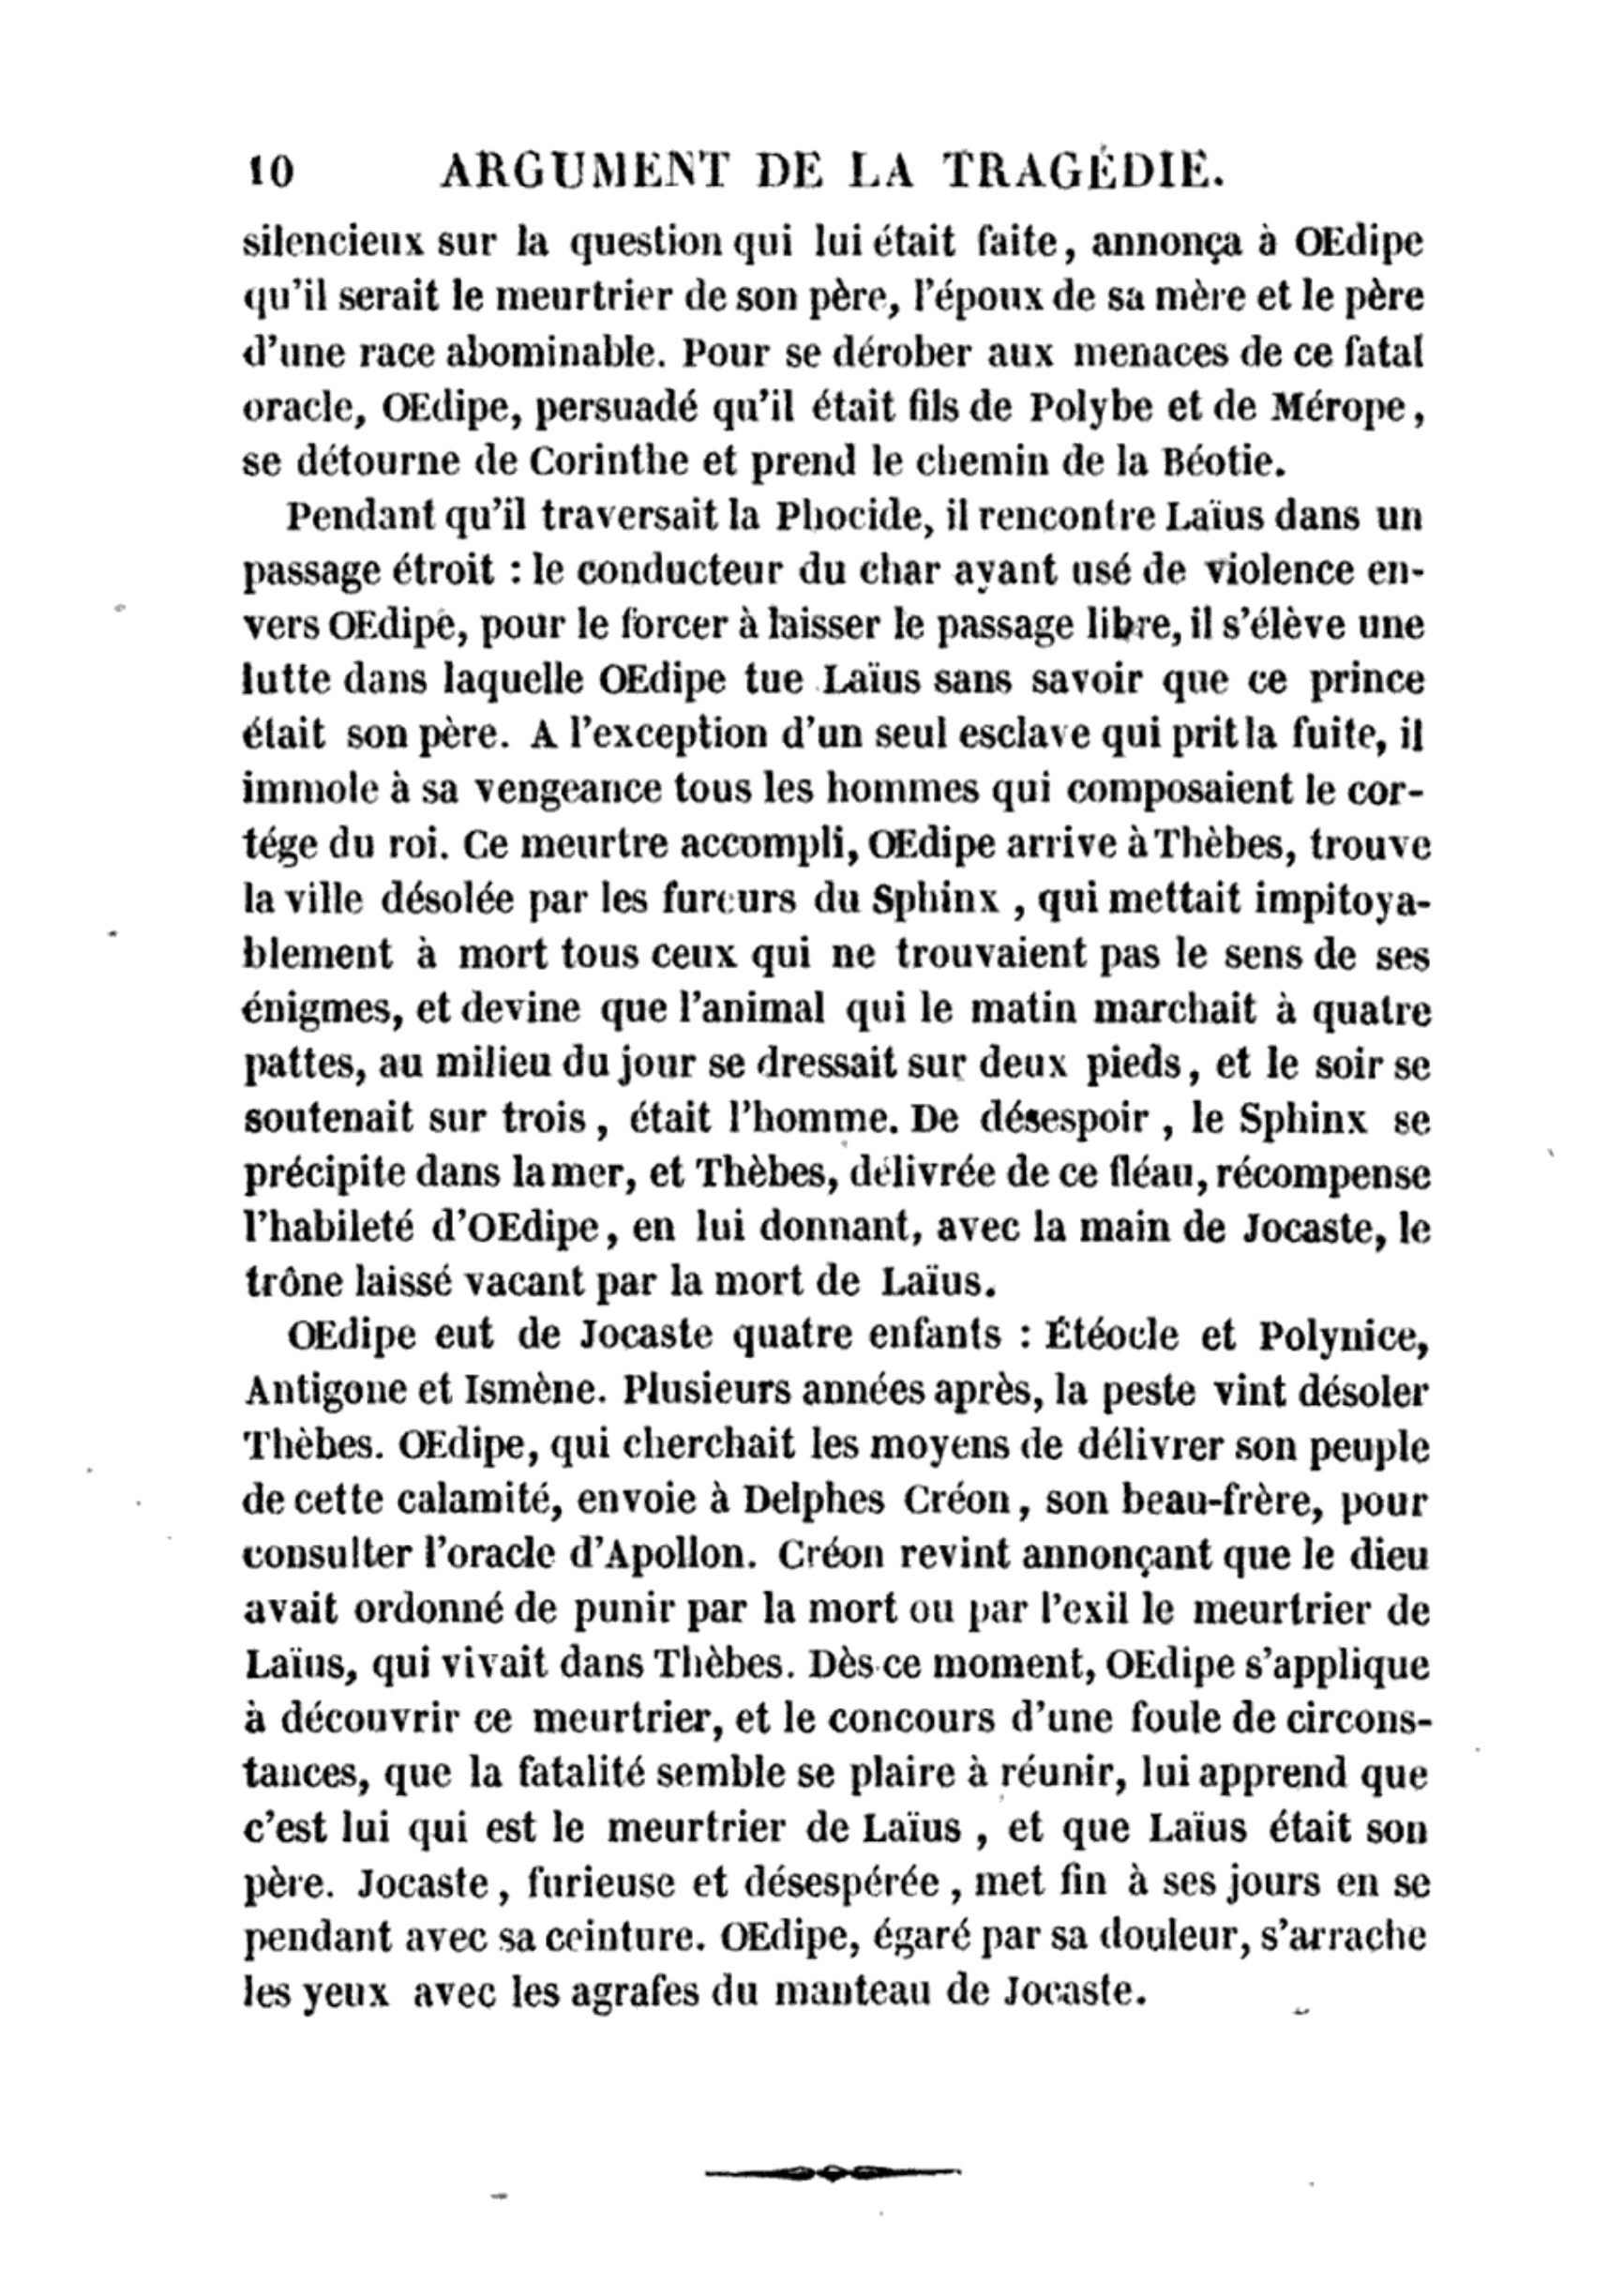 10 ARGUMENT DE LA TRAGÉDIE.
silencieux sur la question qui lui était faite, annonça à OEdipe
qu'il serait le meurtrier de son père, l'époux de sa mère et le père
d'une race abominable. Pour se dérober aux menaces de ce fatal
oracle, OEdipe, persuadé qu'il était fils de Polybe et de Mérope,
se détourne de Corinthe et prend le chemin de la Béotie.
Pendant qu'il traversait la Phocide, il rencontre Laïus dans un
passage étroit : le conducteur du char ayant usé de violence en-
vers OEdipe, pour le forcer à laisser le passage libre, il s'élève une
lutte dans laquelle OEdipe tue Laïus sans savoir que ce prince
était son père. A l'exception d'un seul esclave qui prit la fuite, il
immole à sa vengeance tous les hommes qui composaient le cor-
tége du roi. Ce meurtre accompli, OEdipe arrive à Thèbes, trouve
la ville désolée par les fureurs du Sphinx , qui mettait impitoya-
blement à mort tous ceux qui ne trouvaient pas le sens de ses
énigmes, et devine que l'animal qui le matin marchait à quatre
pattes, au milieu du jour se dressait sur deux pieds, et le soir se
soutenait sur trois , était l'homme. De désespoir , le Sphinx se
précipite dans la mer, et Thèbes, délivrée de ce fléau, récompense
l'habileté d'OEdipe, en lui donnant, avec la main de Jocaste, le
trône laissé vacant par la mort de Laïus.
OEdipe eut de Jocaste quatre enfants : Étéocle et Polynice,
Antigone et Ismène. Plusieurs années après, la peste vint désoler
Thèbes. OEdipe, qui cherchait les moyens de délivrer son peuple
de cette calamité, envoie à Delphes Créon, son beau-frère, pour
consulter l'oracle d'Apollon. Créon revint annonçant que le dieu
avait ordonné de punir par la mort ou par l'exil le meurtrier de
Laïus, qui vivait dans Thèbes. Dès ce moment, OEdipe s'applique
à découvrir ce meurtrier, et le concours d'une foule de circons-
tances, que la fatalité semble se plaire à réunir, lui apprend que
c'est lui qui est le meurtrier de Laïus , et que Laïus était son
père. Jocaste, furieuse et désespérée , met fin à ses jours en se
pendant avec sa ceinture. OEdipe, égaré par sa douleur, s'arrache
les yeux avec les agrafes du manteau de Jocaste.